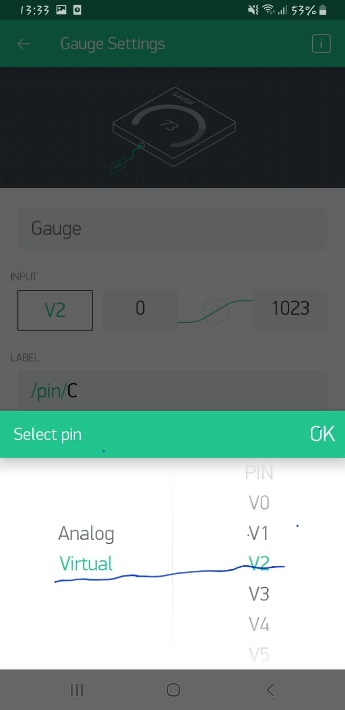 13:33 53%
Gauge Settings i
GAUGE
73
Gauge
INPUT
V2 0 1023
LABEL
/pin/C
Select pin OK
PIN
V0
Analog V1
Virtual V2
V3
V4
V5